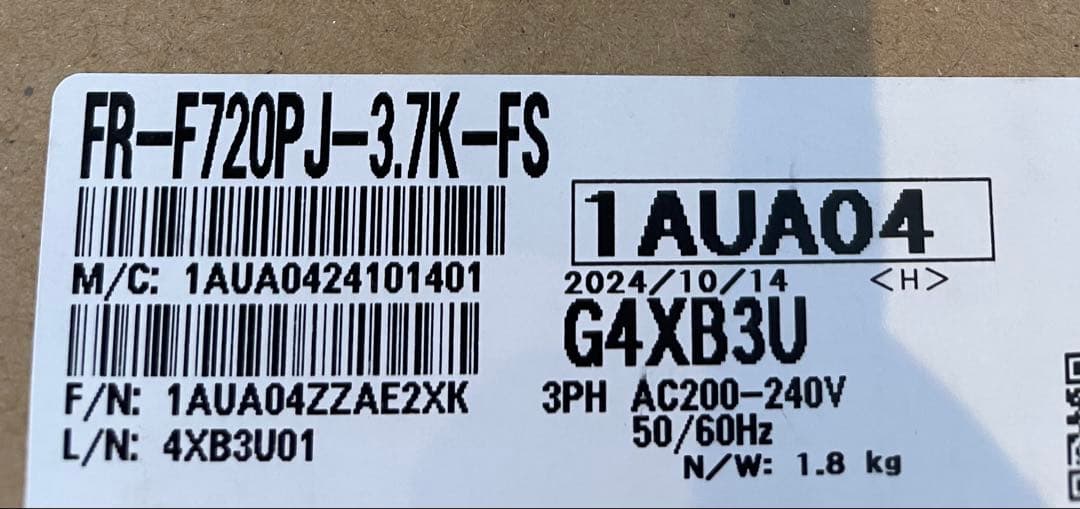 FR-F720PJ-3.7K-FS
1AUA04
M/C: 1AUA0424101401
2024/10/14 <H>
G4XB3U
F/N: 1AUA04ZZAE2XK
3PH AC200-240V
L/N: 4XB3U01
50/60Hz
N/W: 1.8 kg